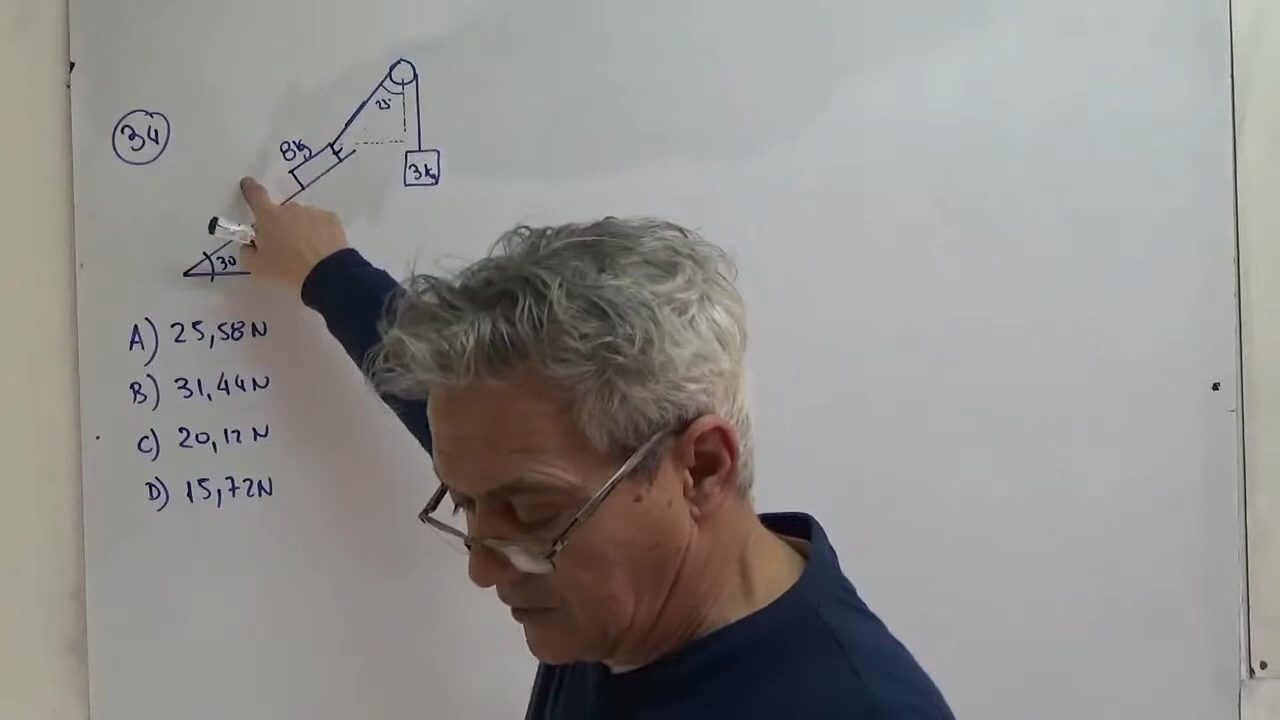 34
25°
8kg
3kg
30
A) 25,58N
B) 31,44N
C) 20,12N
D) 15,72N